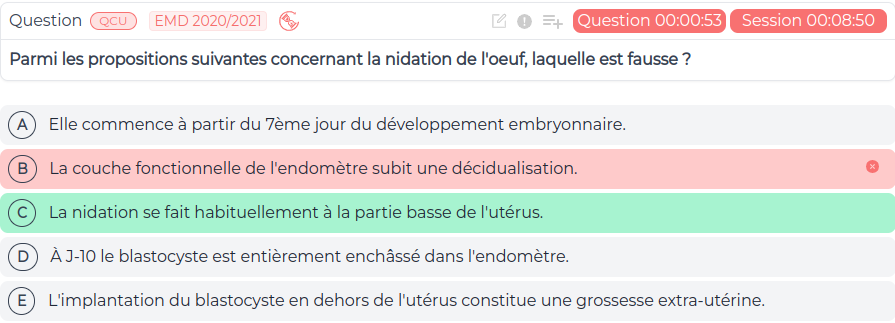 Question QCU EMD 2020/2021 Question 00:00:53 Session 00:08:50
Parmi les propositions suivantes concernant la nidation de l'oeuf, laquelle est fausse ?
A Elle commence à partir du 7ème jour du développement embryonnaire.
B La couche fonctionnelle de l'endomètre subit une décidualisation.
C La nidation se fait habituellement à la partie basse de l'utérus.
D À J-10 le blastocyste est entièrement enchâssé dans l'endomètre.
E L'implantation du blastocyste en dehors de l'utérus constitue une grossesse extra-utérine.